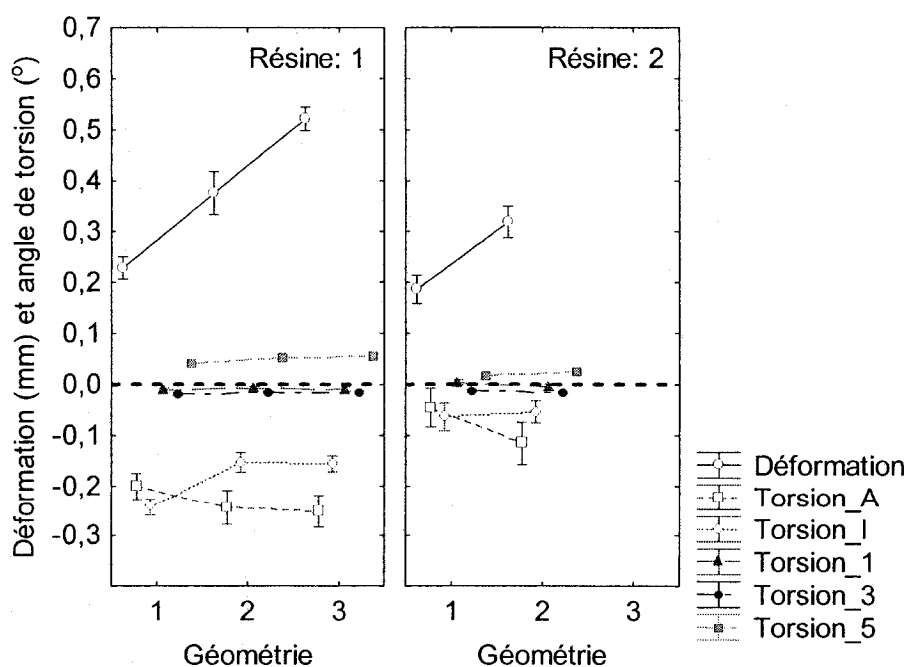 Déformation (mm) et angle de torsion (°)
0,7
0,6
0,5
0,4
0,3
0,2
0,1
0,0
-0,1
-0,2
-0,3
Résine: 1
Résine: 2
1 2 3
1 2 3
Géométrie
Géométrie
Déformation
Torsion_A
Torsion_I
Torsion_1
Torsion_3
Torsion_5